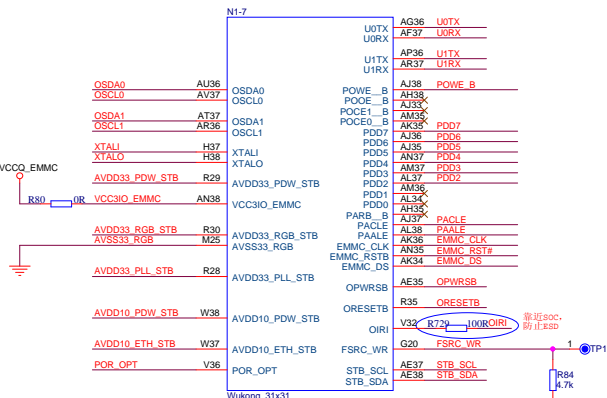 N1-7
U0TX AG36 U0TX
U0RX AF37 U0RX
U1TX AP36 U1TX
U1RX AR37 U1RX
OSDA0 AU36 OSDA0
OSCL0 AV37 OSCL0
OSDA1 AT37 OSDA1
OSCL1 AR36 OSCL1
XTALI H37 XTALI
XTALO H38 XTALO
VCCQ_EMMC
AVDD33_PDW_STB R29 AVDD33_PDW_STB
R80 0R VCC3IO_EMMC AN38 VCC3IO_EMMC
AVDD33_RGB_STB R30 AVDD33_RGB_STB
AVSS33_RGB M25 AVSS33_RGB
AVDD33_PLL_STB R28 AVDD33_PLL_STB
AVDD10_PDW_STB W38 AVDD10_PDW_STB
AVDD10_ETH_STB W37 AVDD10_ETH_STB
POR_OPT V36 POR_OPT
POWE__B AJ38 POWE_B
POOE__B AH38
POCE1__B AJ33
POCE0__B AM35
PDD7 AK35 PDD7
PDD6 AJ36 PDD6
PDD5 AJ35 PDD5
PDD4 AN37 PDD4
PDD3 AM37 PDD3
PDD2 AL37 PDD2
PDD1 AM36
PDD0 AL34
PARB__B AH35
PACLE AJ37 PACLE
PAALE AL38 PAALE
EMMC_CLK AK36 EMMC_CLK
EMMC_RSTB AN35 EMMC_RST#
EMMC_DS AK34 EMMC_DS
OPWRSB AE35 OPWRSB
ORESETB R35 ORESETB
OIRI V32 R729 100R OIRI
靠近SOC,
防止ESD
FSRC_WR G20 FSRC_WR 1 TP1
STB_SCL AE37 STB_SCL
STB_SDA AE38 STB_SDA
R84
4.7k
Wukong_31x31